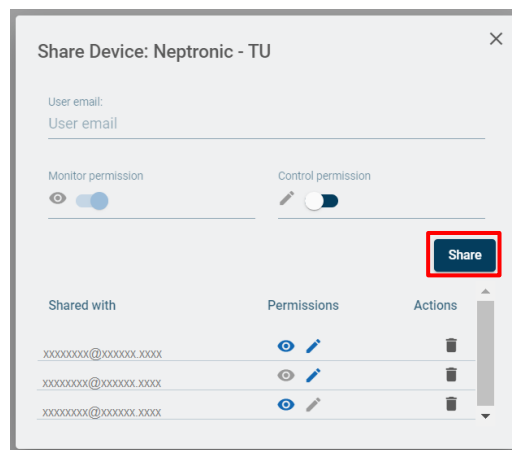 Share Device: Neptronic - TU
User email:
User email
Monitor permission Control permission
Share
Shared with Permissions Actions
xxxxxxxx@xxxxxx.xxxx
xxxxxxxx@xxxxxx.xxxx
xxxxxxxx@xxxxxx.xxxx